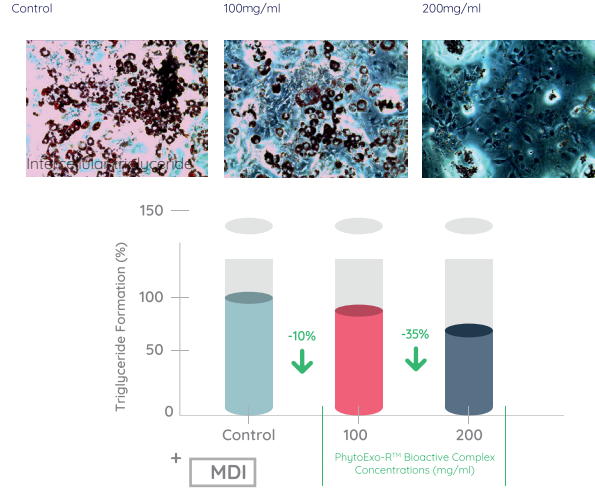 Control
100mg/ml
200mg/ml
Intercellular triglyceride
150
100
50
0
Triglyceride Formation (%)
-10%
-35%
Control
100
200
+
MDI
PhytoExo-R™ Bioactive Complex
Concentrations (mg/ml)